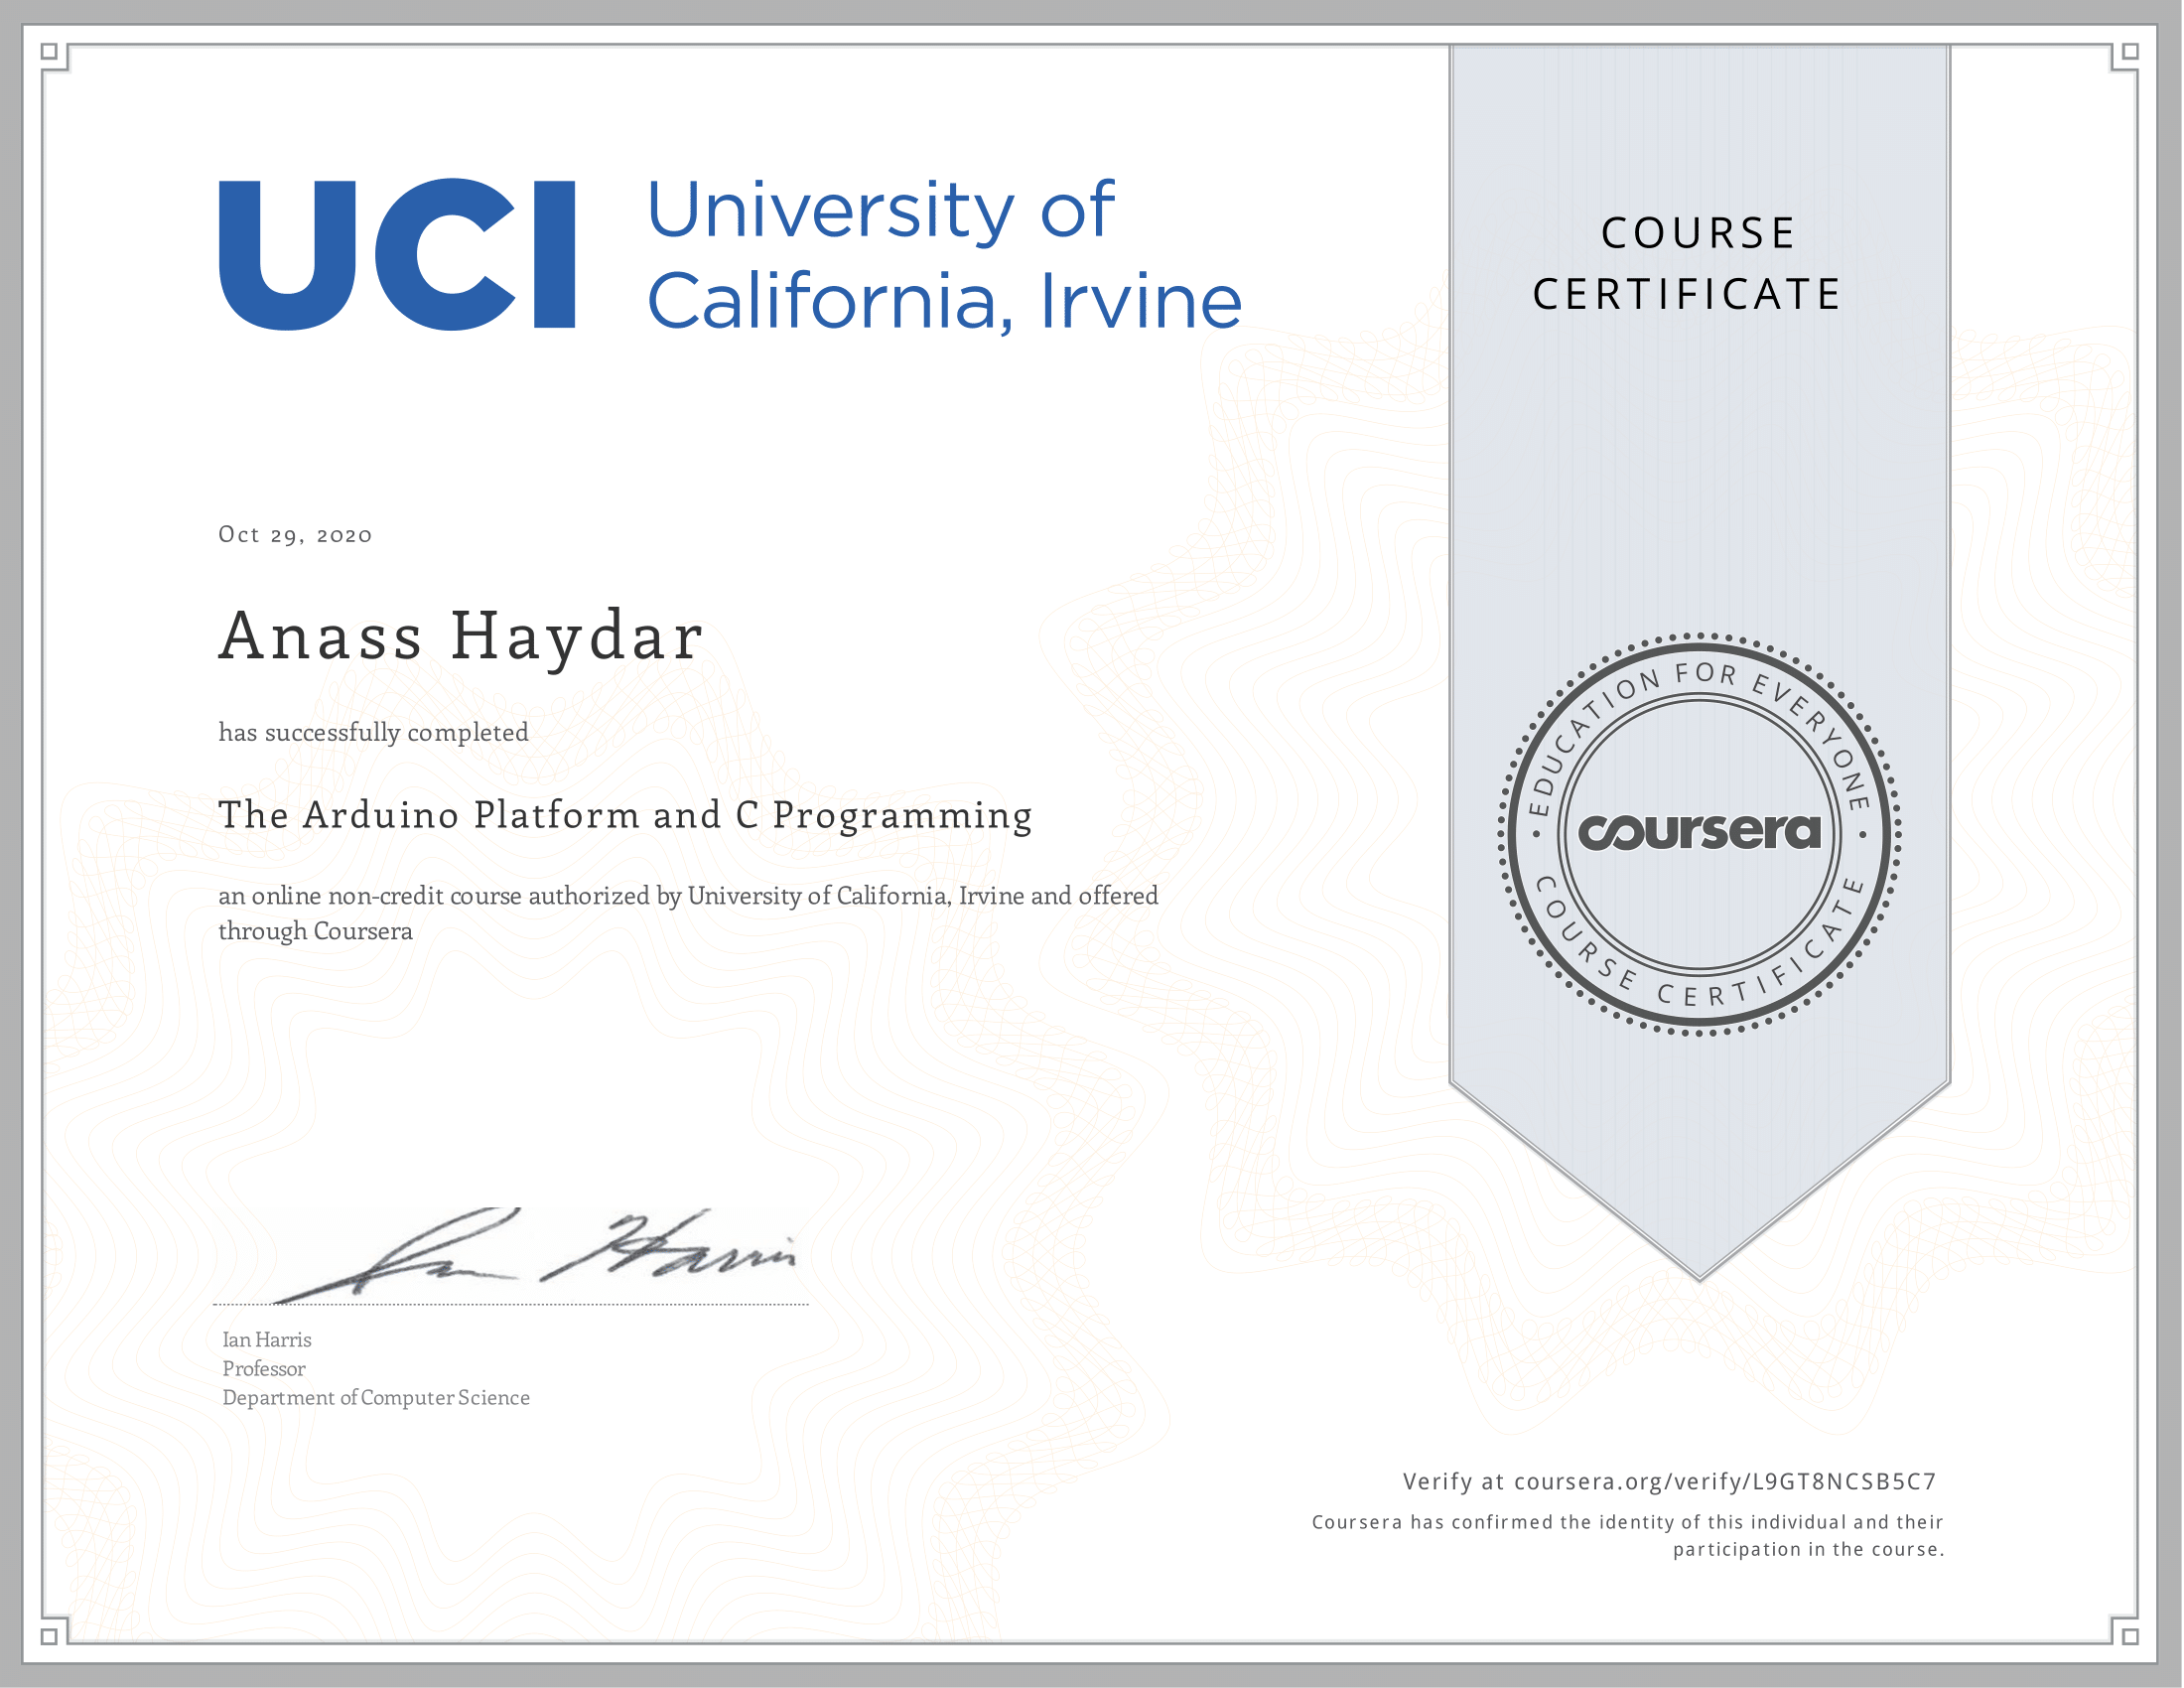 UCI University of
California, Irvine
COURSE
CERTIFICATE
Oct 29, 2020
Anass Haydar
has successfully completed
The Arduino Platform and C Programming
an online non-credit course authorized by University of California, Irvine and offered
through Coursera
EDUCATION FOR EVERYONE
coursera
COURSE CERTIFICATE
Ian Harris
Ian Harris
Professor
Department of Computer Science
Verify at coursera.org/verify/L9GT8NCSB5C7
Coursera has confirmed the identity of this individual and their
participation in the course.